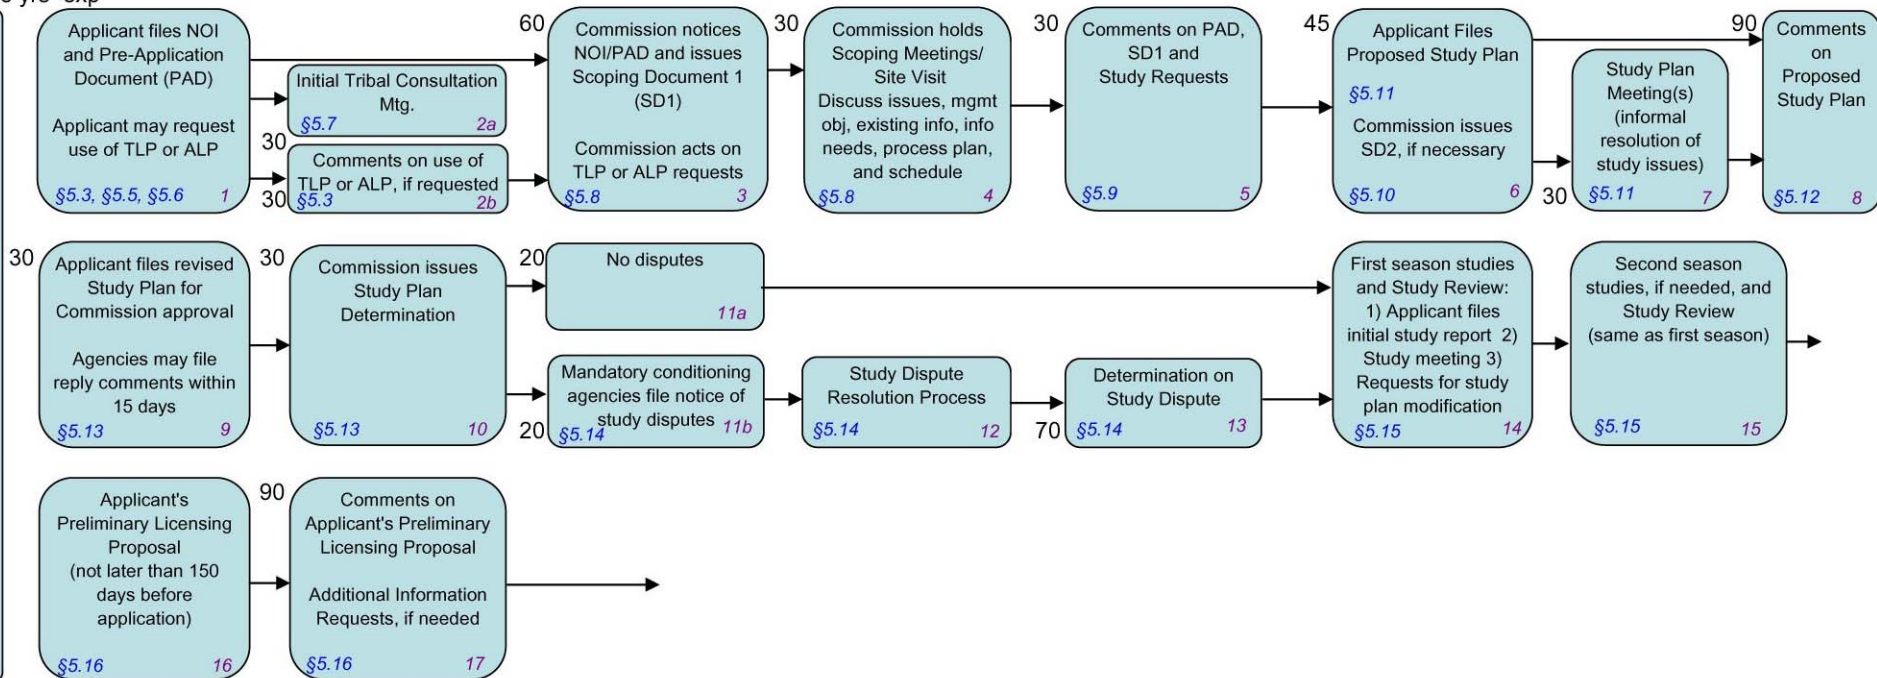 60
30
30
45
90
Applicant files NOI
and Pre-Application
Document (PAD)
Applicant may request
use of TLP or ALP
§5.3, §5.5, §5.6 1
Initial Tribal Consultation
Mtg.
§5.7 2a
30
Comments on use of
TLP or ALP, if requested
30
§5.3 2b
Commission notices
NOI/PAD and issues
Scoping Document 1
(SD1)
Commission acts on
TLP or ALP requests
§5.8 3
Commission holds
Scoping Meetings/
Site Visit
Discuss issues, mgmt
obj, existing info, info
needs, process plan,
and schedule
§5.8 4
Comments on PAD,
SD1 and
Study Requests
§5.9 5
Applicant Files
Proposed Study Plan
§5.11
Commission issues
SD2, if necessary
§5.10 6
30
Study Plan
Meeting(s)
(informal
resolution of
study issues)
§5.11 7
Comments
on
Proposed
Study Plan
§5.12 8
30
Applicant files revised
Study Plan for
Commission approval
Agencies may file
reply comments within
15 days
§5.13 9
30
Commission issues
Study Plan
Determination
§5.13 10
20
No disputes
11a
Mandatory conditioning
agencies file notice of
study disputes
20
§5.14 11b
Study Dispute
Resolution Process
§5.14 12
70
Determination on
Study Dispute
§5.14 13
First season studies
and Study Review:
1) Applicant files
initial study report 2)
Study meeting 3)
Requests for study
plan modification
§5.15 14
Second season
studies, if needed, and
Study Review
(same as first season)
§5.15 15
Applicant's
Preliminary Licensing
Proposal
(not later than 150
days before
application)
§5.16 16
90
Comments on
Applicant's Preliminary
Licensing Proposal
Additional Information
Requests, if needed
§5.16 17